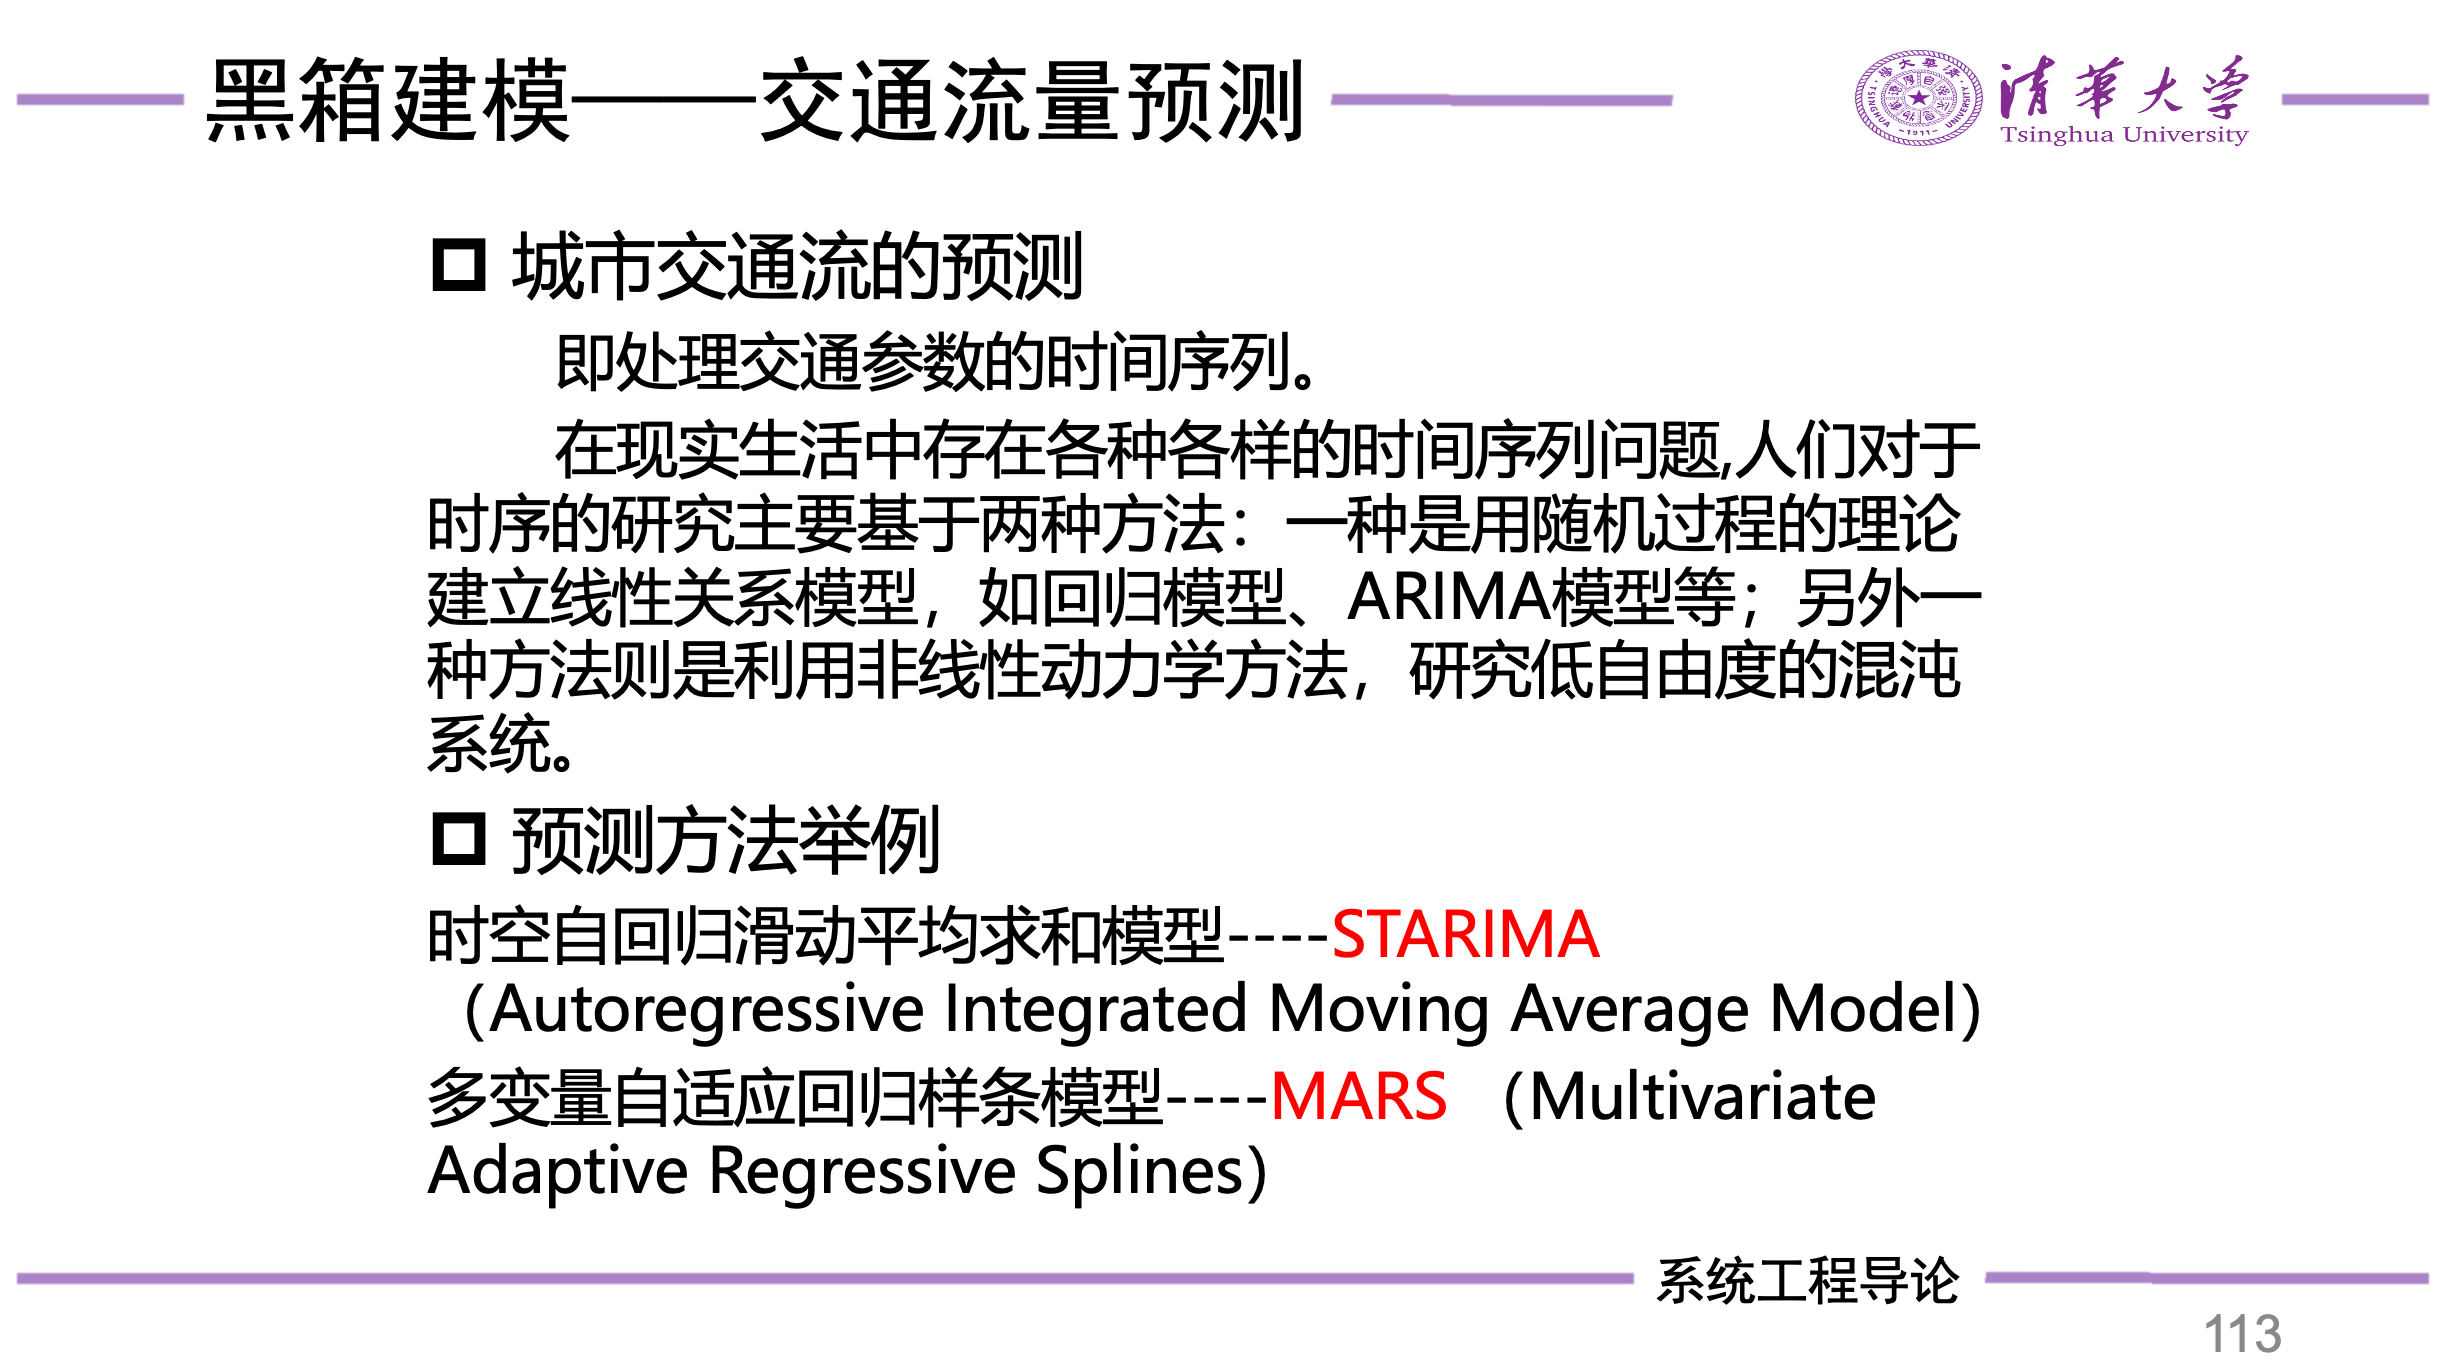 黑箱建模——交通流量预测
清華大学
Tsinghua University
TSINGHUA UNIVERSITY
-1911-
城市交通流的预测
即处理交通参数的时间序列。
在现实生活中存在各种各样的时间序列问题,人们对于
时序的研究主要基于两种方法：一种是用随机过程的理论
建立线性关系模型，如回归模型、ARIMA模型等；另外一
种方法则是利用非线性动力学方法，研究低自由度的混沌
系统。
预测方法举例
时空自回归滑动平均求和模型----STARIMA
（Autoregressive Integrated Moving Average Model）
多变量自适应回归样条模型----MARS （Multivariate
Adaptive Regressive Splines）
系统工程导论
113